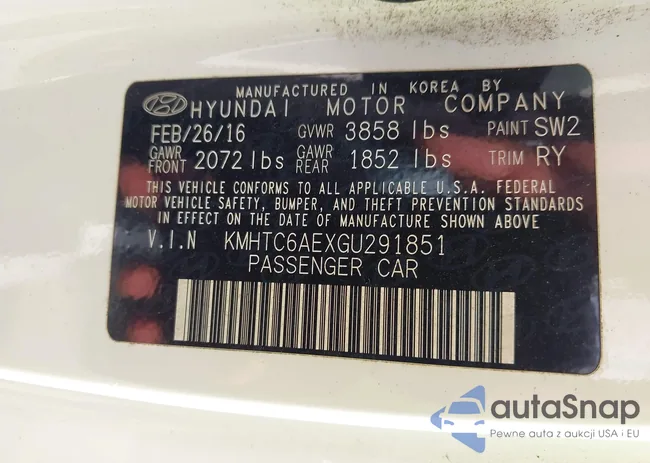 MANUFACTURED IN KOREA BY
HYUNDAI MOTOR COMPANY
FEB/26/16 GVWR 3858 lbs PAINT SW2
GAWR FRONT 2072 lbs GAWR REAR 1852 lbs TRIM RY
THIS VEHICLE CONFORMS TO ALL APPLICABLE U.S.A. FEDERAL
MOTOR VEHICLE SAFETY, BUMPER, AND THEFT PREVENTION STANDARDS
IN EFFECT ON THE DATE OF MANUFACTURE SHOWN ABOVE
V.I.N KMHTC6AEXGU291851
PASSENGER CAR
autaSnap
Pewne auta z aukcji USA i EU